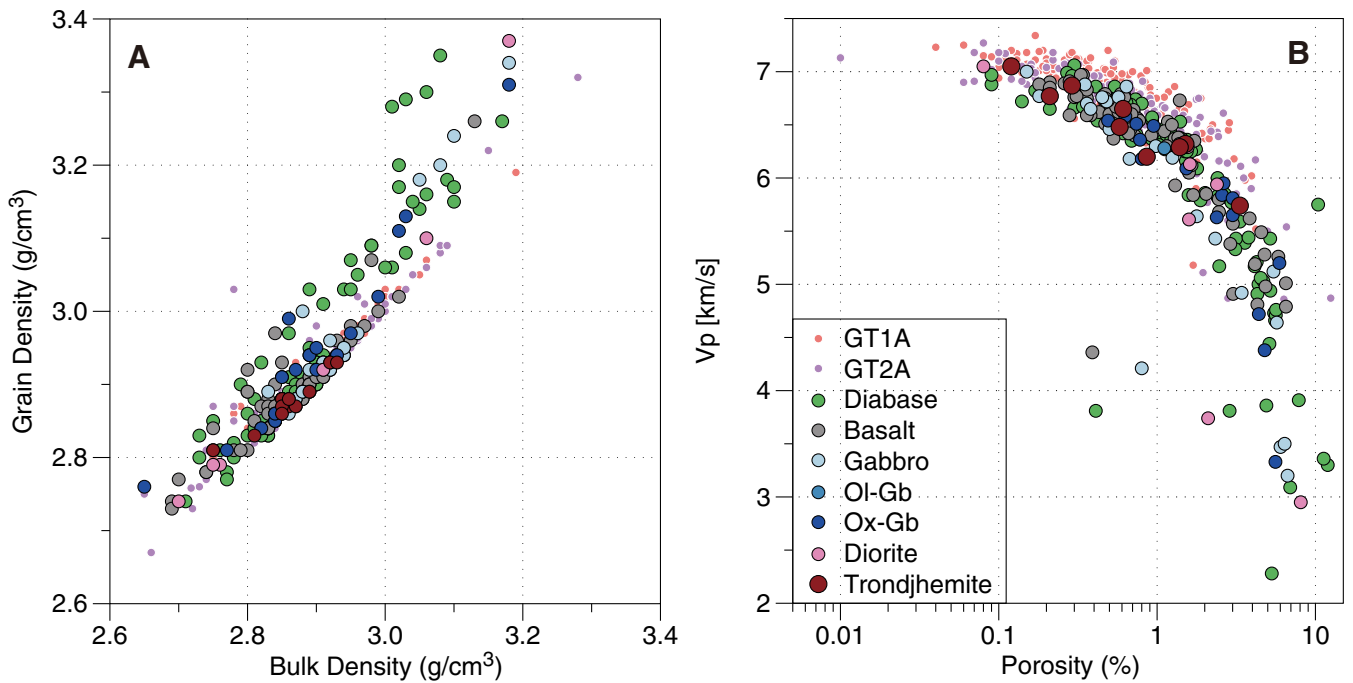 A
3.4
3.2
3.0
2.8
2.6
2.6
2.8
3.0
3.2
3.4
Grain Density (g/cm³)
Bulk Density (g/cm³)
B
7
6
5
4
3
2
0.01
0.1
1
10
Vp [km/s]
Porosity (%)
GT1A
GT2A
Diabase
Basalt
Gabbro
Ol-Gb
Ox-Gb
Diorite
Trondjhemite